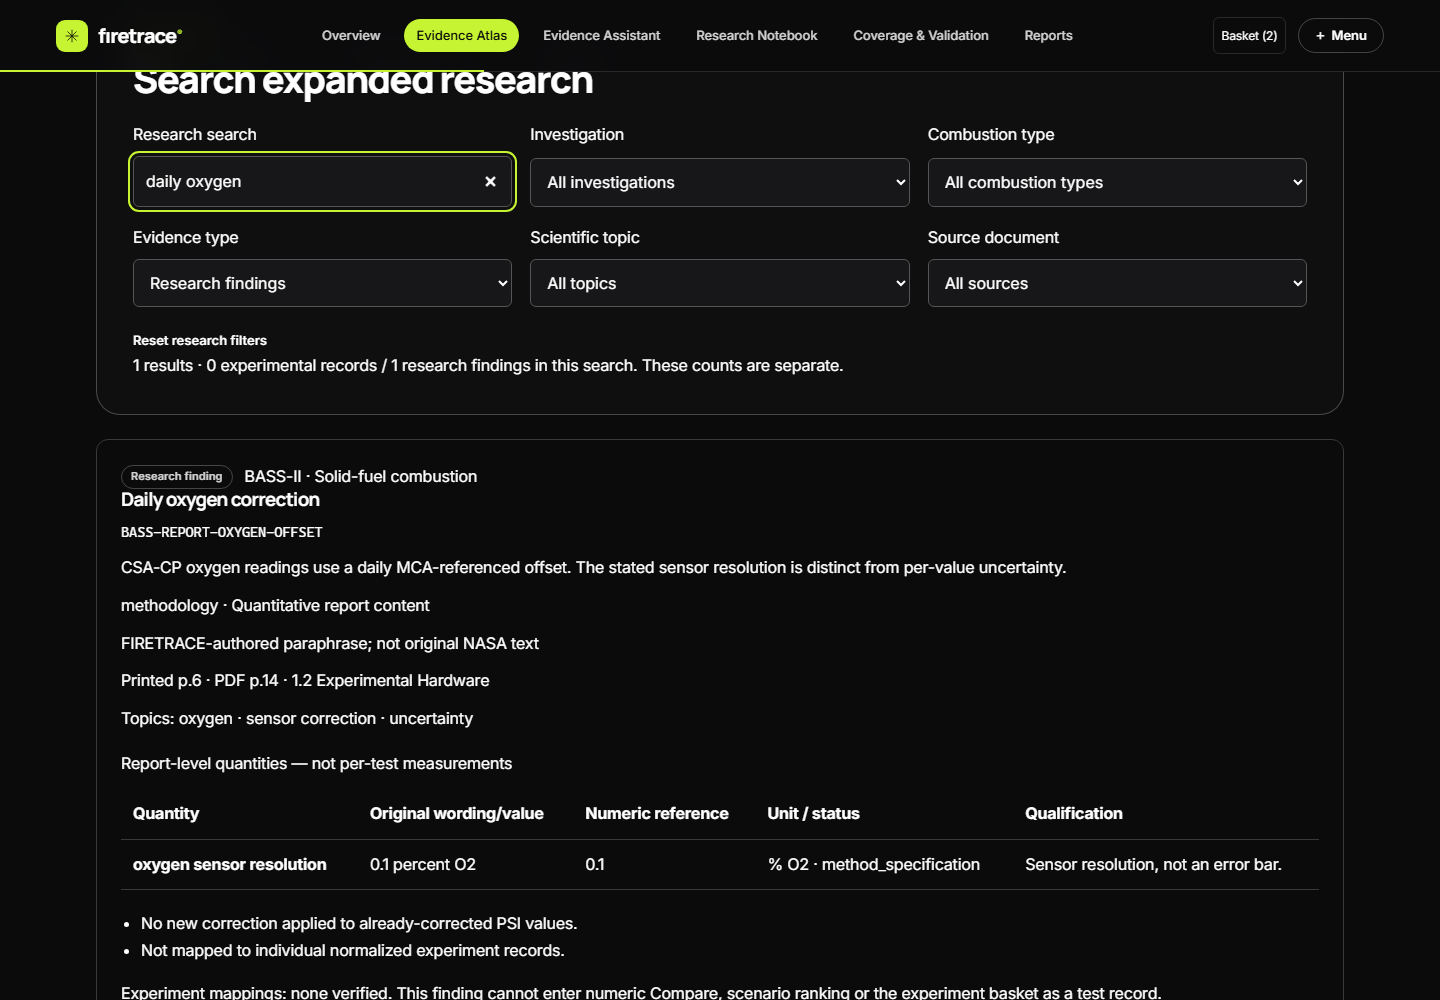 firetrace
Overview
Evidence Atlas
Evidence Assistant
Research Notebook
Coverage & Validation
Reports
Basket (2)
+ Menu
Search expanded research
Research search
Investigation
Combustion type
daily oxygen ×
All investigations
All combustion types
Evidence type
Scientific topic
Source document
Research findings
All topics
All sources
Reset research filters
1 results · 0 experimental records / 1 research findings in this search. These counts are separate.
Research finding BASS-II · Solid-fuel combustion
Daily oxygen correction
BASS-REPORT-OXYGEN-OFFSET
CSA-CP oxygen readings use a daily MCA-referenced offset. The stated sensor resolution is distinct from per-value uncertainty.
methodology · Quantitative report content
FIRETRACE-authored paraphrase; not original NASA text
Printed p.6 · PDF p.14 · 1.2 Experimental Hardware
Topics: oxygen · sensor correction · uncertainty
Report-level quantities — not per-test measurements
Quantity Original wording/value Numeric reference Unit / status Qualification
oxygen sensor resolution 0.1 percent O2 0.1 % O2 · method_specification Sensor resolution, not an error bar.
• No new correction applied to already-corrected PSI values.
• Not mapped to individual normalized experiment records.
Experiment mappings: none verified. This finding cannot enter numeric Compare, scenario ranking or the experiment basket as a test record.